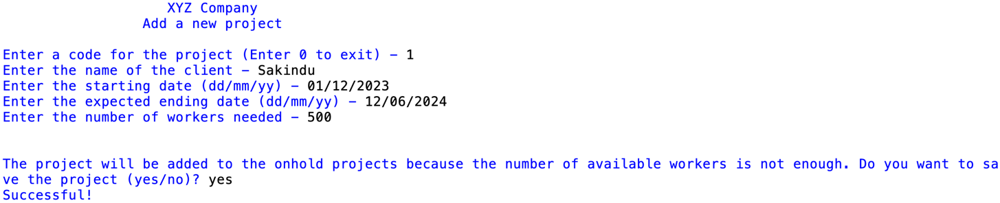 XYZ Company
Add a new project
Enter a code for the project (Enter 0 to exit) – 1
Enter the name of the client – Sakindu
Enter the starting date (dd/mm/yy) – 01/12/2023
Enter the expected ending date (dd/mm/yy) – 12/06/2024
Enter the number of workers needed – 500
The project will be added to the onhold projects because the number of available workers is not enough. Do you want to sa
ve the project (yes/no)? yes
Successful!